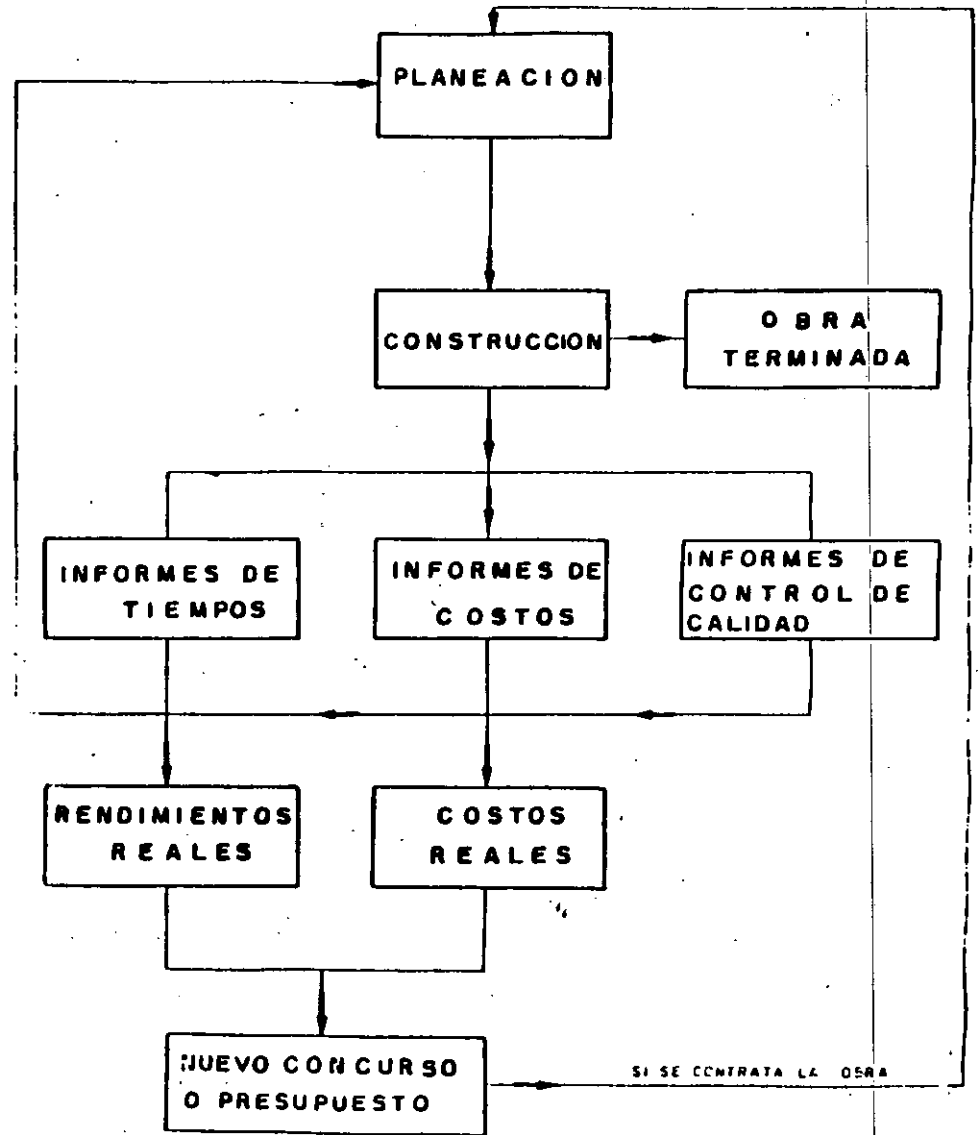 PLANEACION
CONSTRUCCION
OBRA
TERMINADA
INFORMES DE
TIEMPOS
INFORMES DE
COSTOS
INFORMES DE
CONTROL DE
CALIDAD
RENDIMIENTOS
REALES
COSTOS
REALES
NUEVO CONCURSO
O PRESUPUESTO
SI SE CONTRATA LA OBRA